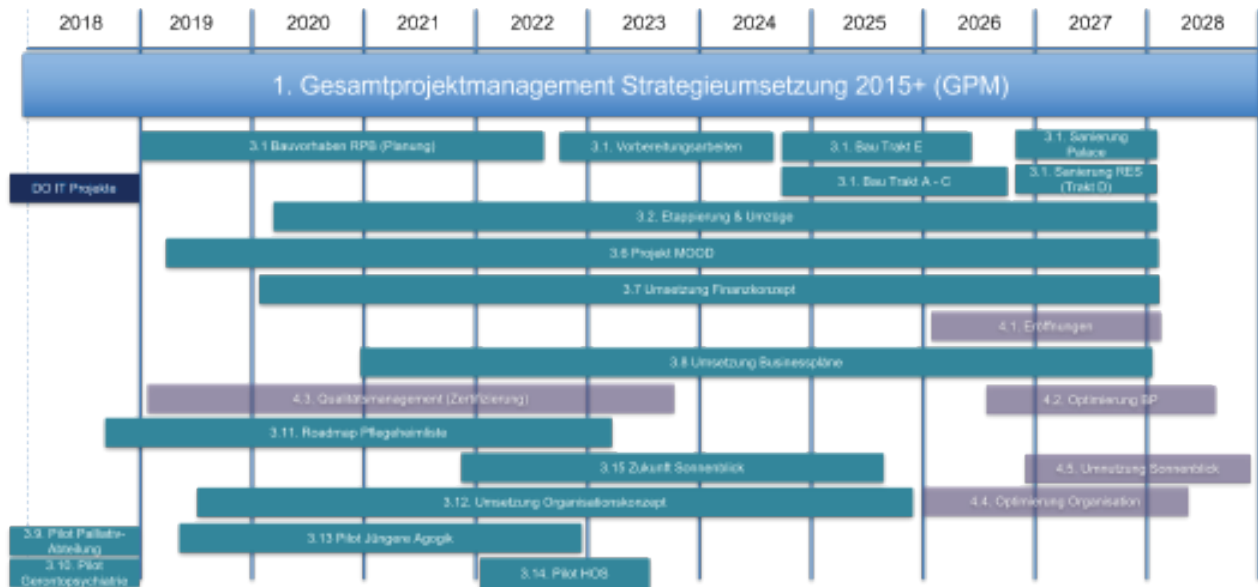 2018 2019 2020 2021 2022 2023 2024 2025 2026 2027 2028
1. Gesamtprojektmanagement Strategieumsetzung 2015+ (GPM)
3.1 Bauvorhaben RPB (Planung)
3.1. Vorbereitungsarbeiten
3.1. Bau Trakt E
3.1. Sanierung
Palace
DO IT Projekte
3.1. Bau Trakt A - C
3.1. Sanierung RES
(Trakt D)
3.2. Etappierung & Umzüge
3.6 Projekt MOOD
3.7 Umsetzung Finanzkonzept
4.1. Eröffnungen
3.8 Umsetzung Businesspläne
4.3. Qualitätsmanagement (Zertifizierung)
4.2. Optimierung BP
3.11. Roadmap Pflegeheimliste
3.15 Zukunft Sonnenblick
4.5. Umnutzung Sonnenblick
3.12. Umsetzung Organisationskonzept
4.4. Optimierung Organisation
3.9. Pilot Palliativ-
Abteilung
3.13 Pilot Jüngere Agogik
3.10. Pilot
Gerontopsychiatrie
3.14. Pilot HOS